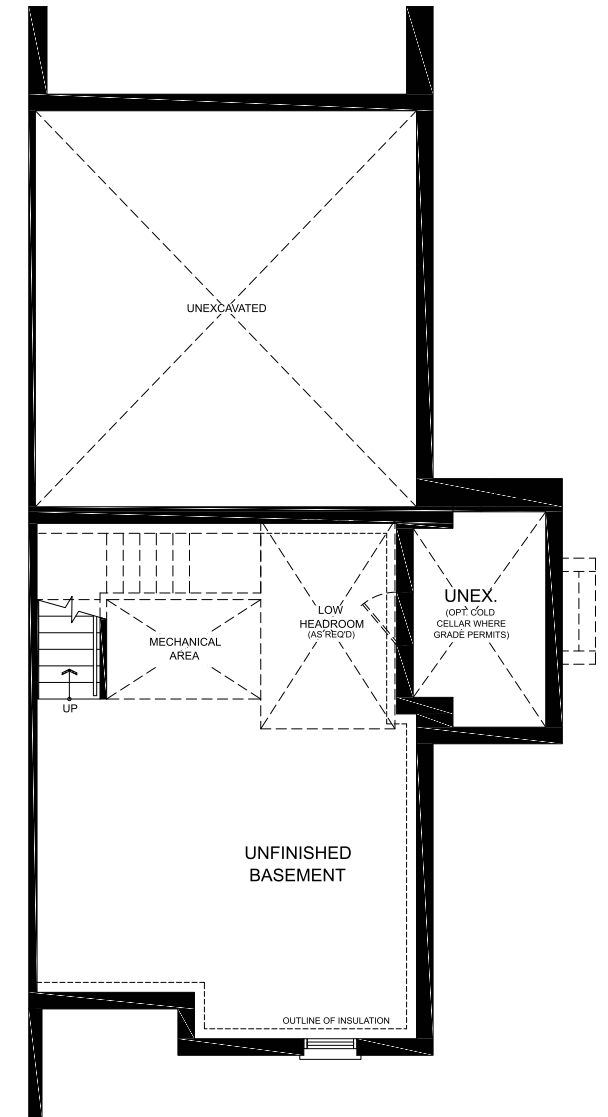 UNEXCAVATED
UNEX.
(OPT. COLD
CELLAR WHERE
GRADE PERMITS)
LOW
HEADROOM
(AS REQ'D)
MECHANICAL
AREA
UP
UNFINISHED
BASEMENT
OUTLINE OF INSULATION